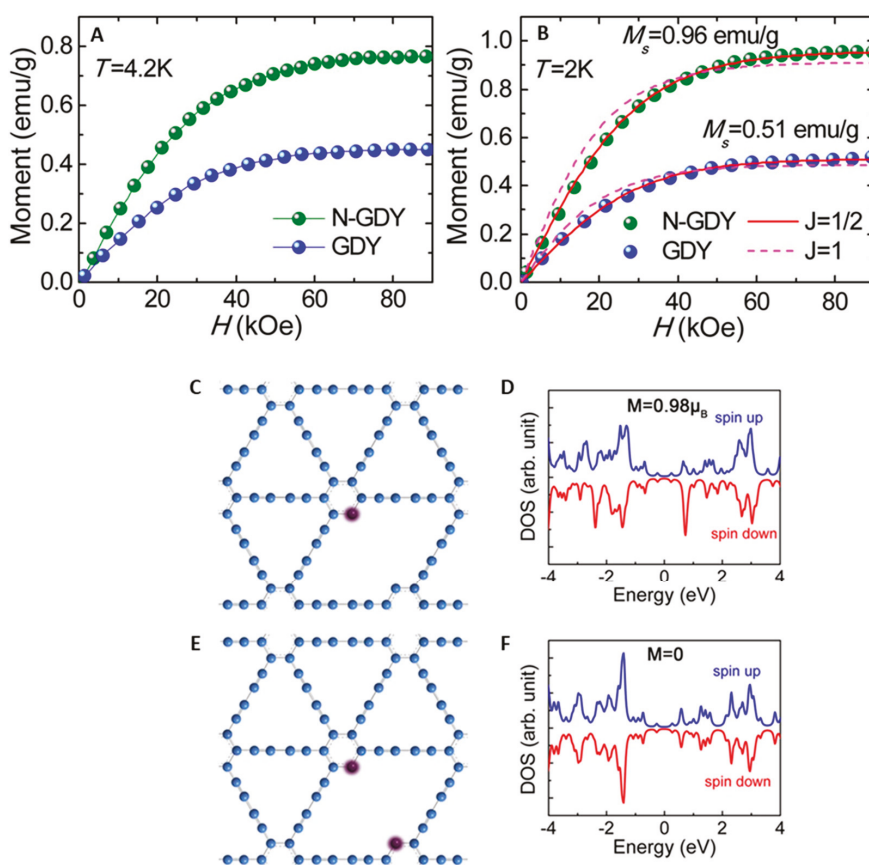 A
T=4.2K
Moment (emu/g)
0.8
0.6
0.4
0.2
0.0
N-GDY
GDY
0 20 40 60 80
H (kOe)
B
M_s=0.96 emu/g
T=2K
M_s=0.51 emu/g
Moment (emu/g)
1.0
0.8
0.6
0.4
0.2
0.0
N-GDY J=1/2
GDY J=1
0 20 40 60 80
H (kOe)
C
D
M=0.98μ_B
spin up
DOS (arb. unit)
spin down
-4 -2 0 2 4
Energy (eV)
E
F
M=0
spin up
DOS (arb. unit)
spin down
-4 -2 0 2 4
Energy (eV)